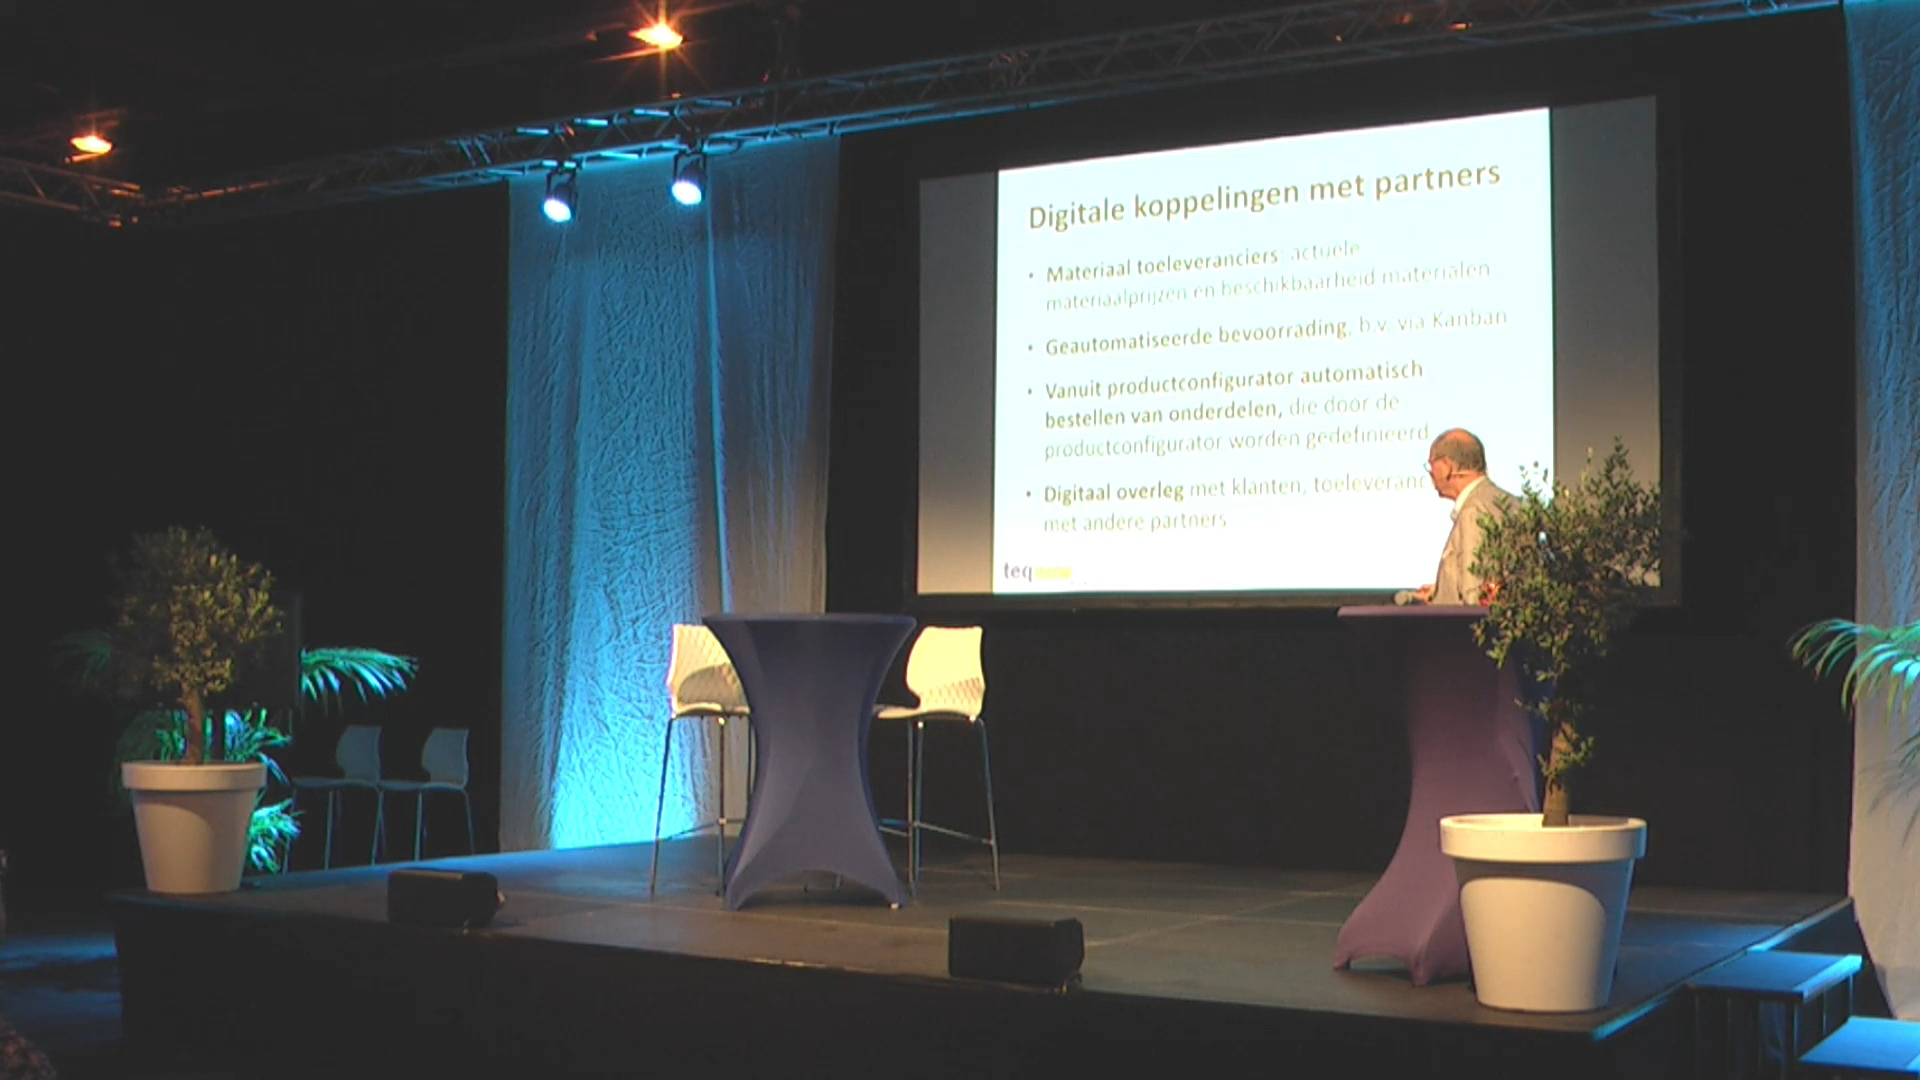 Digitale koppelingen met partners
• Materiaal toeleveranciers: actuele
materiaalprijzen en beschikbaarheid materialen
• Geautomatiseerde bevoorrading, b.v. via Kanban
• Vanuit productconfigurator automatisch
bestellen van onderdelen, die door de
productconfigurator worden gedefinieerd
• Digitaal overleg met klanten, toeleveranc
met andere partners
teq